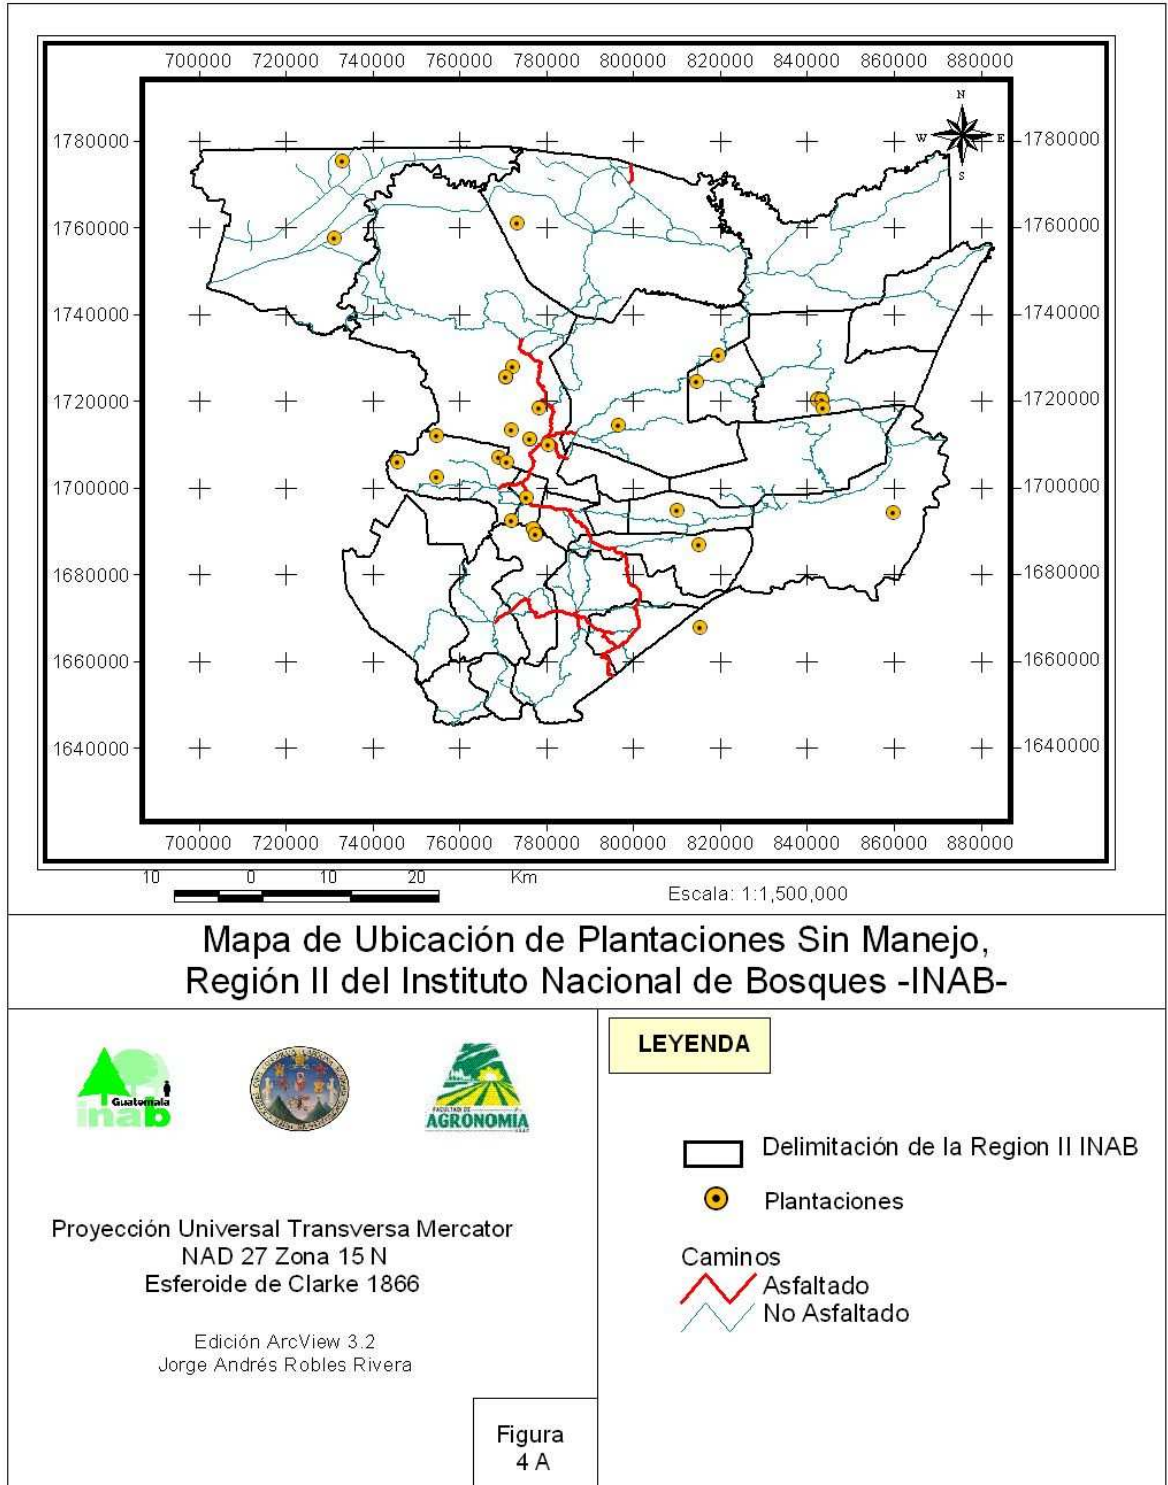 700000 720000 740000 760000 780000 800000 820000 840000 860000 880000
N
W E
S
1780000 1780000
1760000 1760000
1740000 1740000
1720000 1720000
1700000 1700000
1680000 1680000
1660000 1660000
1640000 1640000
700000 720000 740000 760000 780000 800000 820000 840000 860000 880000
10 0 10 20 Km
Escala: 1:1,500,000
Mapa de Ubicación de Plantaciones Sin Manejo,
Región II del Instituto Nacional de Bosques -INAB-
LEYENDA
Guatemala
inab
FACULTAD DE
AGRONOMIA
Delimitación de la Region II INAB
Plantaciones
Caminos
Asfaltado
No Asfaltado
Proyección Universal Transversa Mercator
NAD 27 Zona 15 N
Esferoide de Clarke 1866
Edición ArcView 3.2
Jorge Andrés Robles Rivera
Figura
4 A